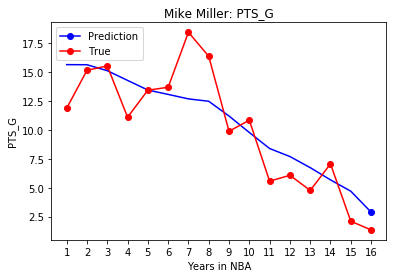 Mike Miller: PTS_G
Prediction
True
17.5
15.0
12.5
10.0
7.5
5.0
2.5
PTS_G
1 2 3 4 5 6 7 8 9 10 11 12 13 14 15 16
Years in NBA